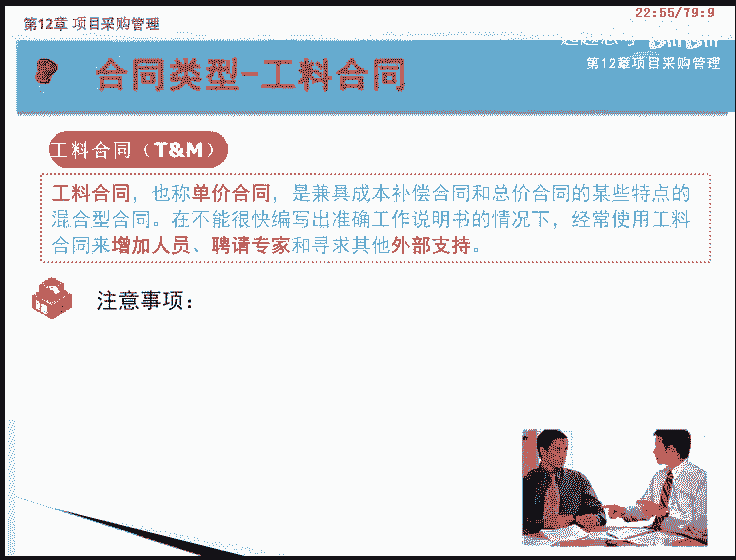 第12章 项目采购管理
22:55/79:9
第12章项目采购管理
合同类型-工料合同
工料合同（T&M）
工料合同，也称单价合同，是兼具成本补偿合同和总价合同的某些特点的
混合型合同。在不能很快编写出准确工作说明书的情况下，经常使用工料
合同来增加人员、聘请专家和寻求其他外部支持。
注意事项：